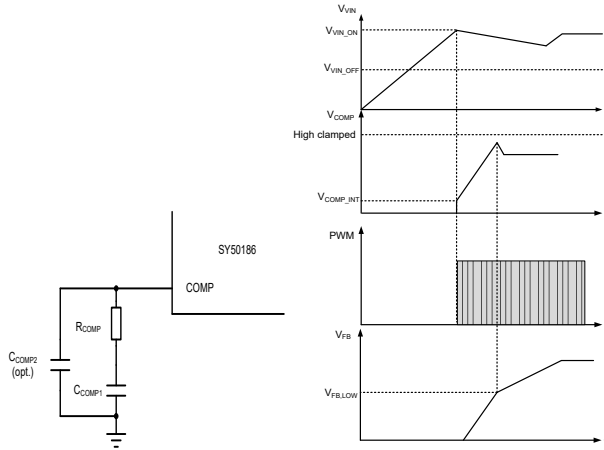 SY50186
COMP
R_COMP
C_COMP2
(opt.)
C_COMP1
V_VIN
V_VIN_ON
V_VIN_OFF
V_COMP
High clamped
V_COMP_INT
PWM
V_FB
V_FB,LOW